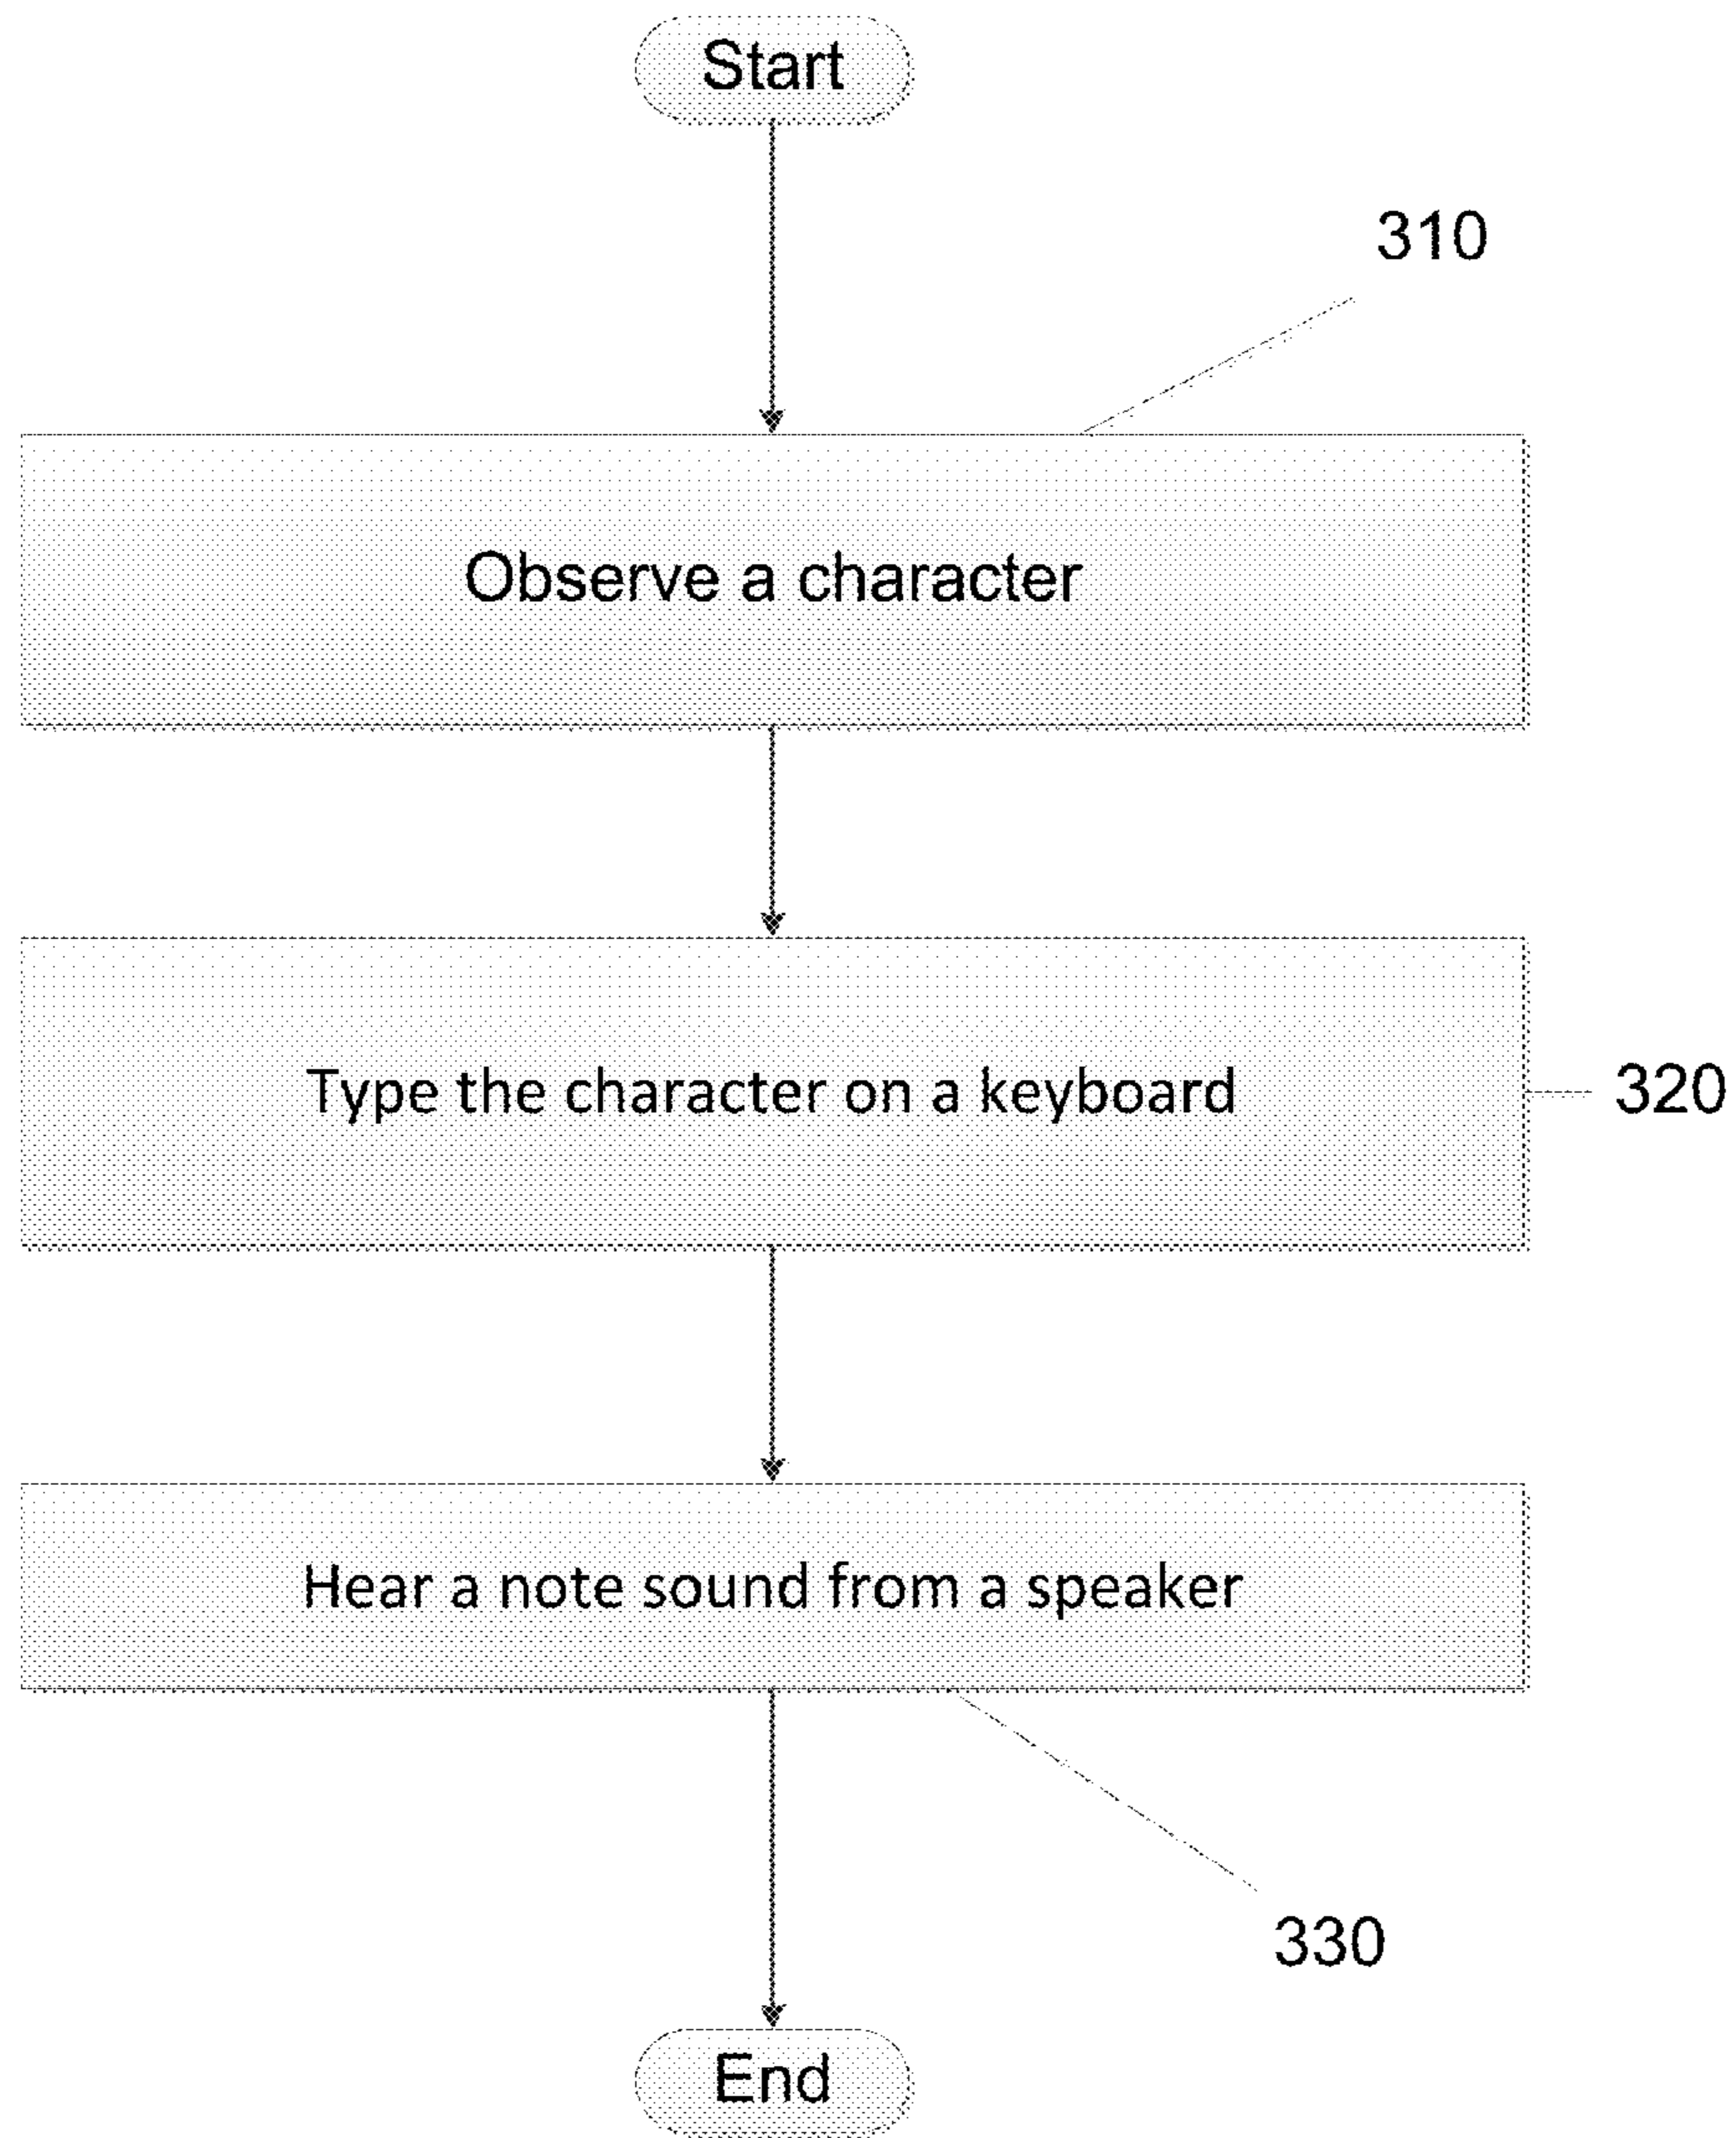 Start
310
Observe a character
Type the character on a keyboard
320
Hear a note sound from a speaker
330
End